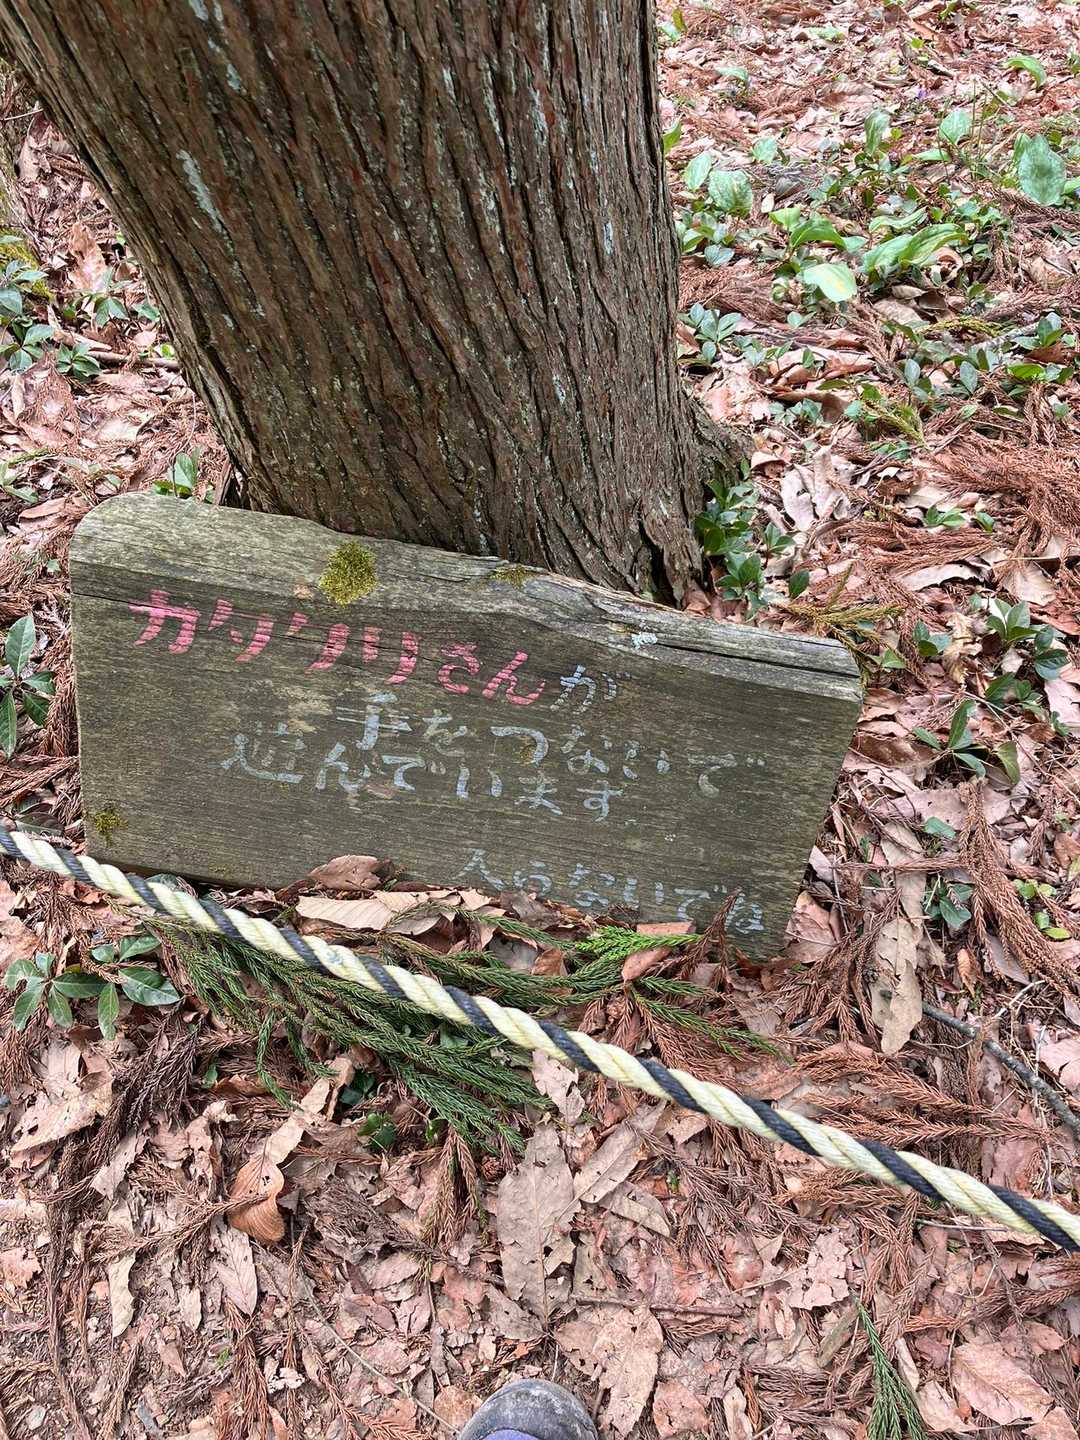 カタクリさんが
手をつないで
遊んでいます。
入らないでね